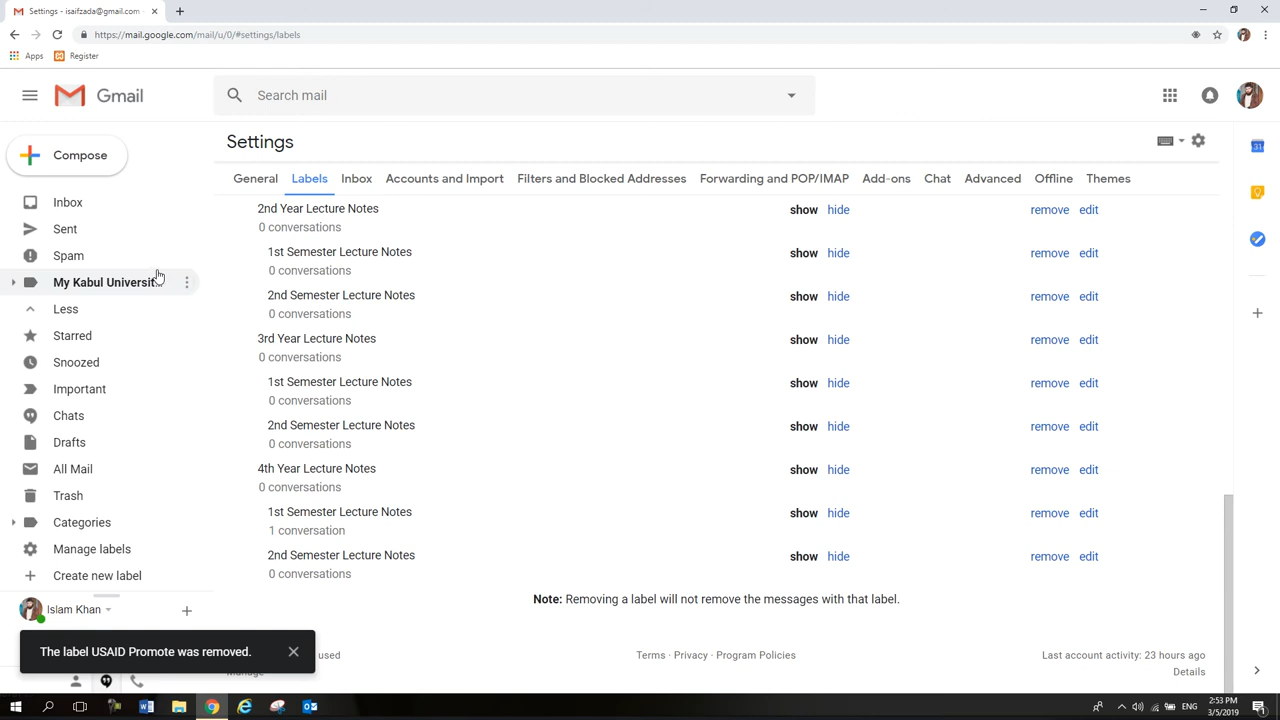 Settings - isaifzada@gmail.com
https://mail.google.com/mail/u/0/#settings/labels
Apps Register
Gmail
Search mail
Compose
Settings
General Labels Inbox Accounts and Import Filters and Blocked Addresses Forwarding and POP/IMAP Add-ons Chat Advanced Offline Themes
Inbox
Sent
Spam
My Kabul Universit...
Less
Starred
Snoozed
Important
Chats
Drafts
All Mail
Trash
Categories
Manage labels
Create new label
Islam Khan
2nd Year Lecture Notes show hide remove edit
0 conversations
1st Semester Lecture Notes show hide remove edit
0 conversations
2nd Semester Lecture Notes show hide remove edit
0 conversations
3rd Year Lecture Notes show hide remove edit
0 conversations
1st Semester Lecture Notes show hide remove edit
0 conversations
2nd Semester Lecture Notes show hide remove edit
0 conversations
4th Year Lecture Notes show hide remove edit
0 conversations
1st Semester Lecture Notes show hide remove edit
1 conversation
2nd Semester Lecture Notes show hide remove edit
0 conversations
Note: Removing a label will not remove the messages with that label.
The label USAID Promote was removed.
used Terms · Privacy · Program Policies Last account activity: 23 hours ago
Details
31
ENG
2:53 PM
3/5/2019
1